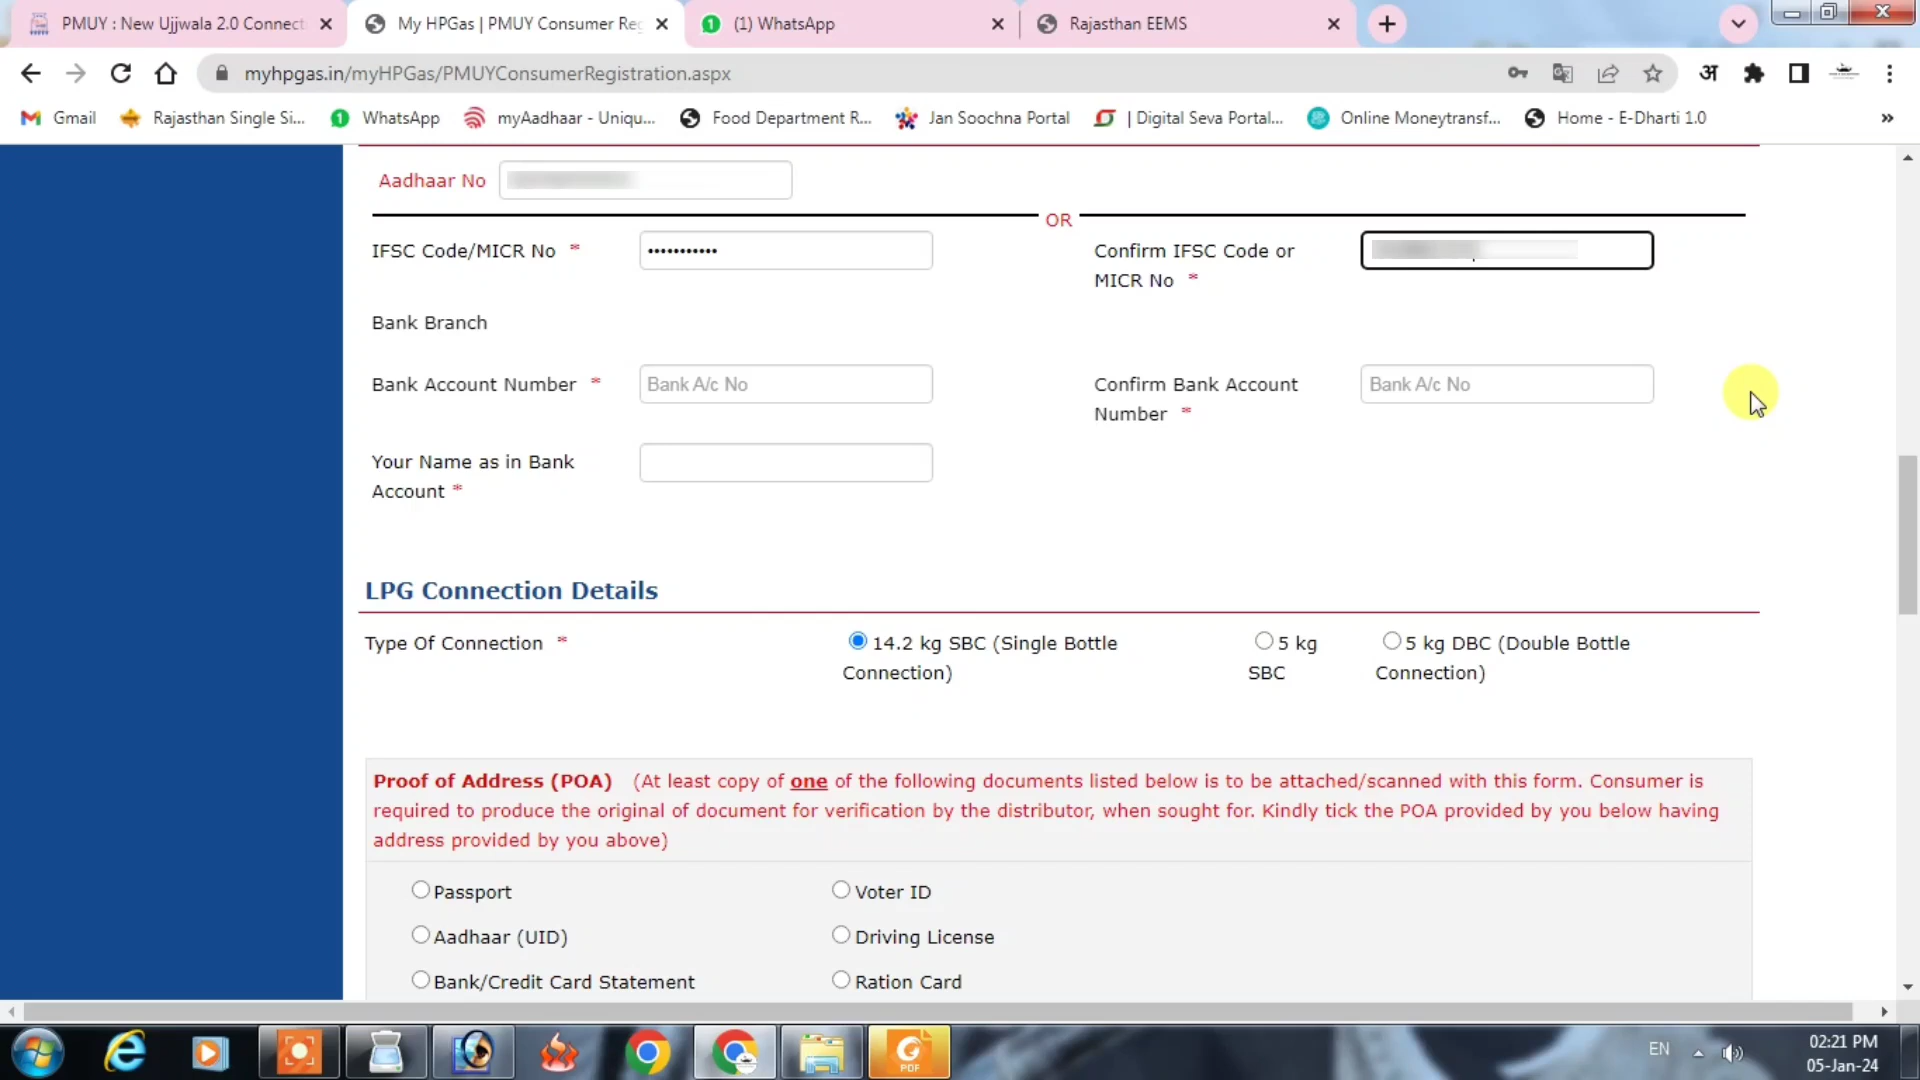 PMUY : New Ujjwala 2.0 Connect
My HPGas | PMUY Consumer Reg
(1) WhatsApp
Rajasthan EEMS
myhpgas.in/myHPGas/PMUYConsumerRegistration.aspx
अ
Gmail
Rajasthan Single Si...
WhatsApp
myAadhaar - Uniqu...
Food Department R...
Jan Soochna Portal
| Digital Seva Portal...
Online Moneytransf...
Home - E-Dharti 1.0
»
Aadhaar No
OR
IFSC Code/MICR No *
•••••••••••
Confirm IFSC Code or
MICR No *
Bank Branch
Bank Account Number *
Bank A/c No
Confirm Bank Account
Number *
Bank A/c No
Your Name as in Bank
Account *
LPG Connection Details
Type Of Connection *
14.2 kg SBC (Single Bottle
Connection)
5 kg
SBC
5 kg DBC (Double Bottle
Connection)
Proof of Address (POA) (At least copy of one of the following documents listed below is to be attached/scanned with this form. Consumer is
required to produce the original of document for verification by the distributor, when sought for. Kindly tick the POA provided by you below having
address provided by you above)
Passport
Voter ID
Aadhaar (UID)
Driving License
Bank/Credit Card Statement
Ration Card
PDF
EN
02:21 PM
05-Jan-24